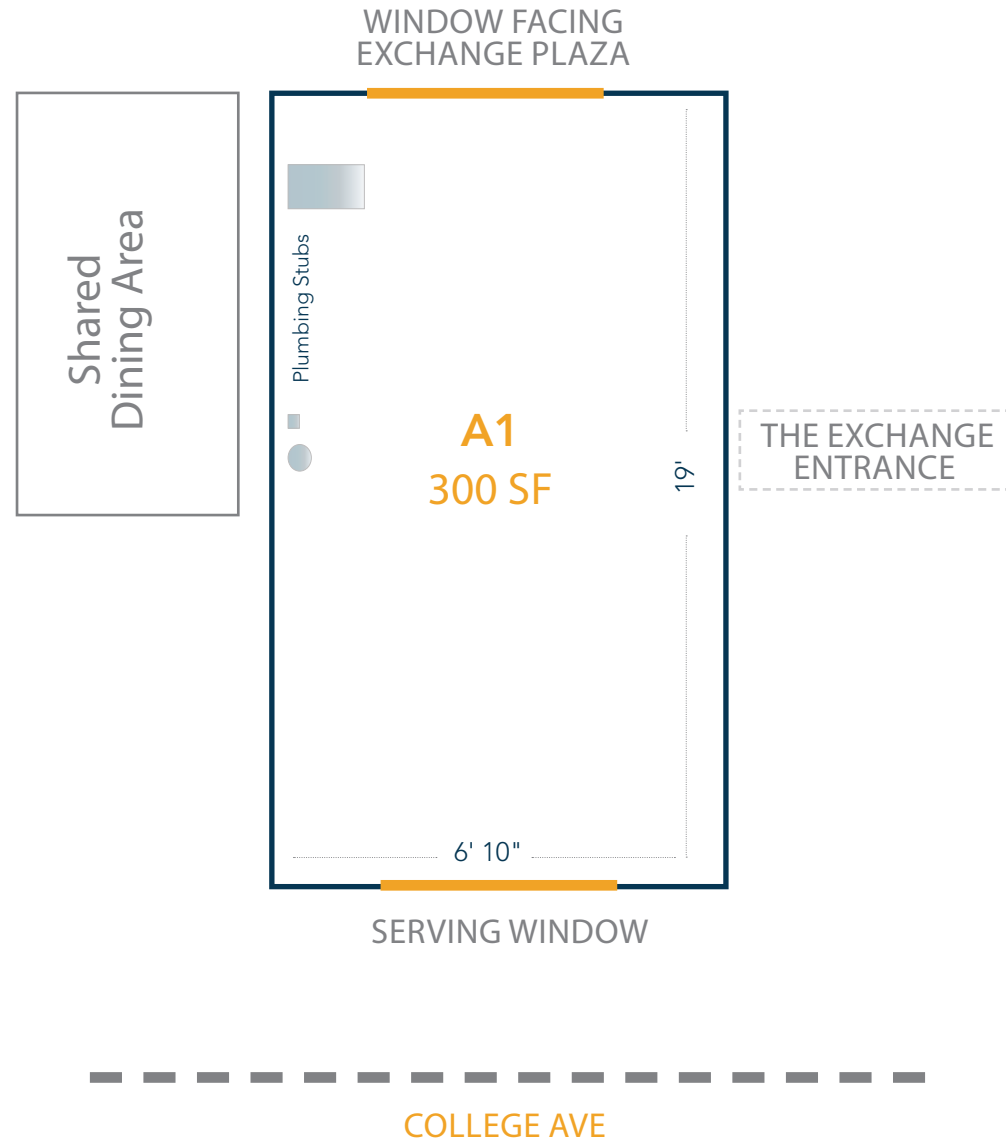 WINDOW FACING
EXCHANGE PLAZA
Shared
Dining Area
Plumbing Stubs
A1
300 SF
19'
THE EXCHANGE
ENTRANCE
6' 10"
SERVING WINDOW
COLLEGE AVE